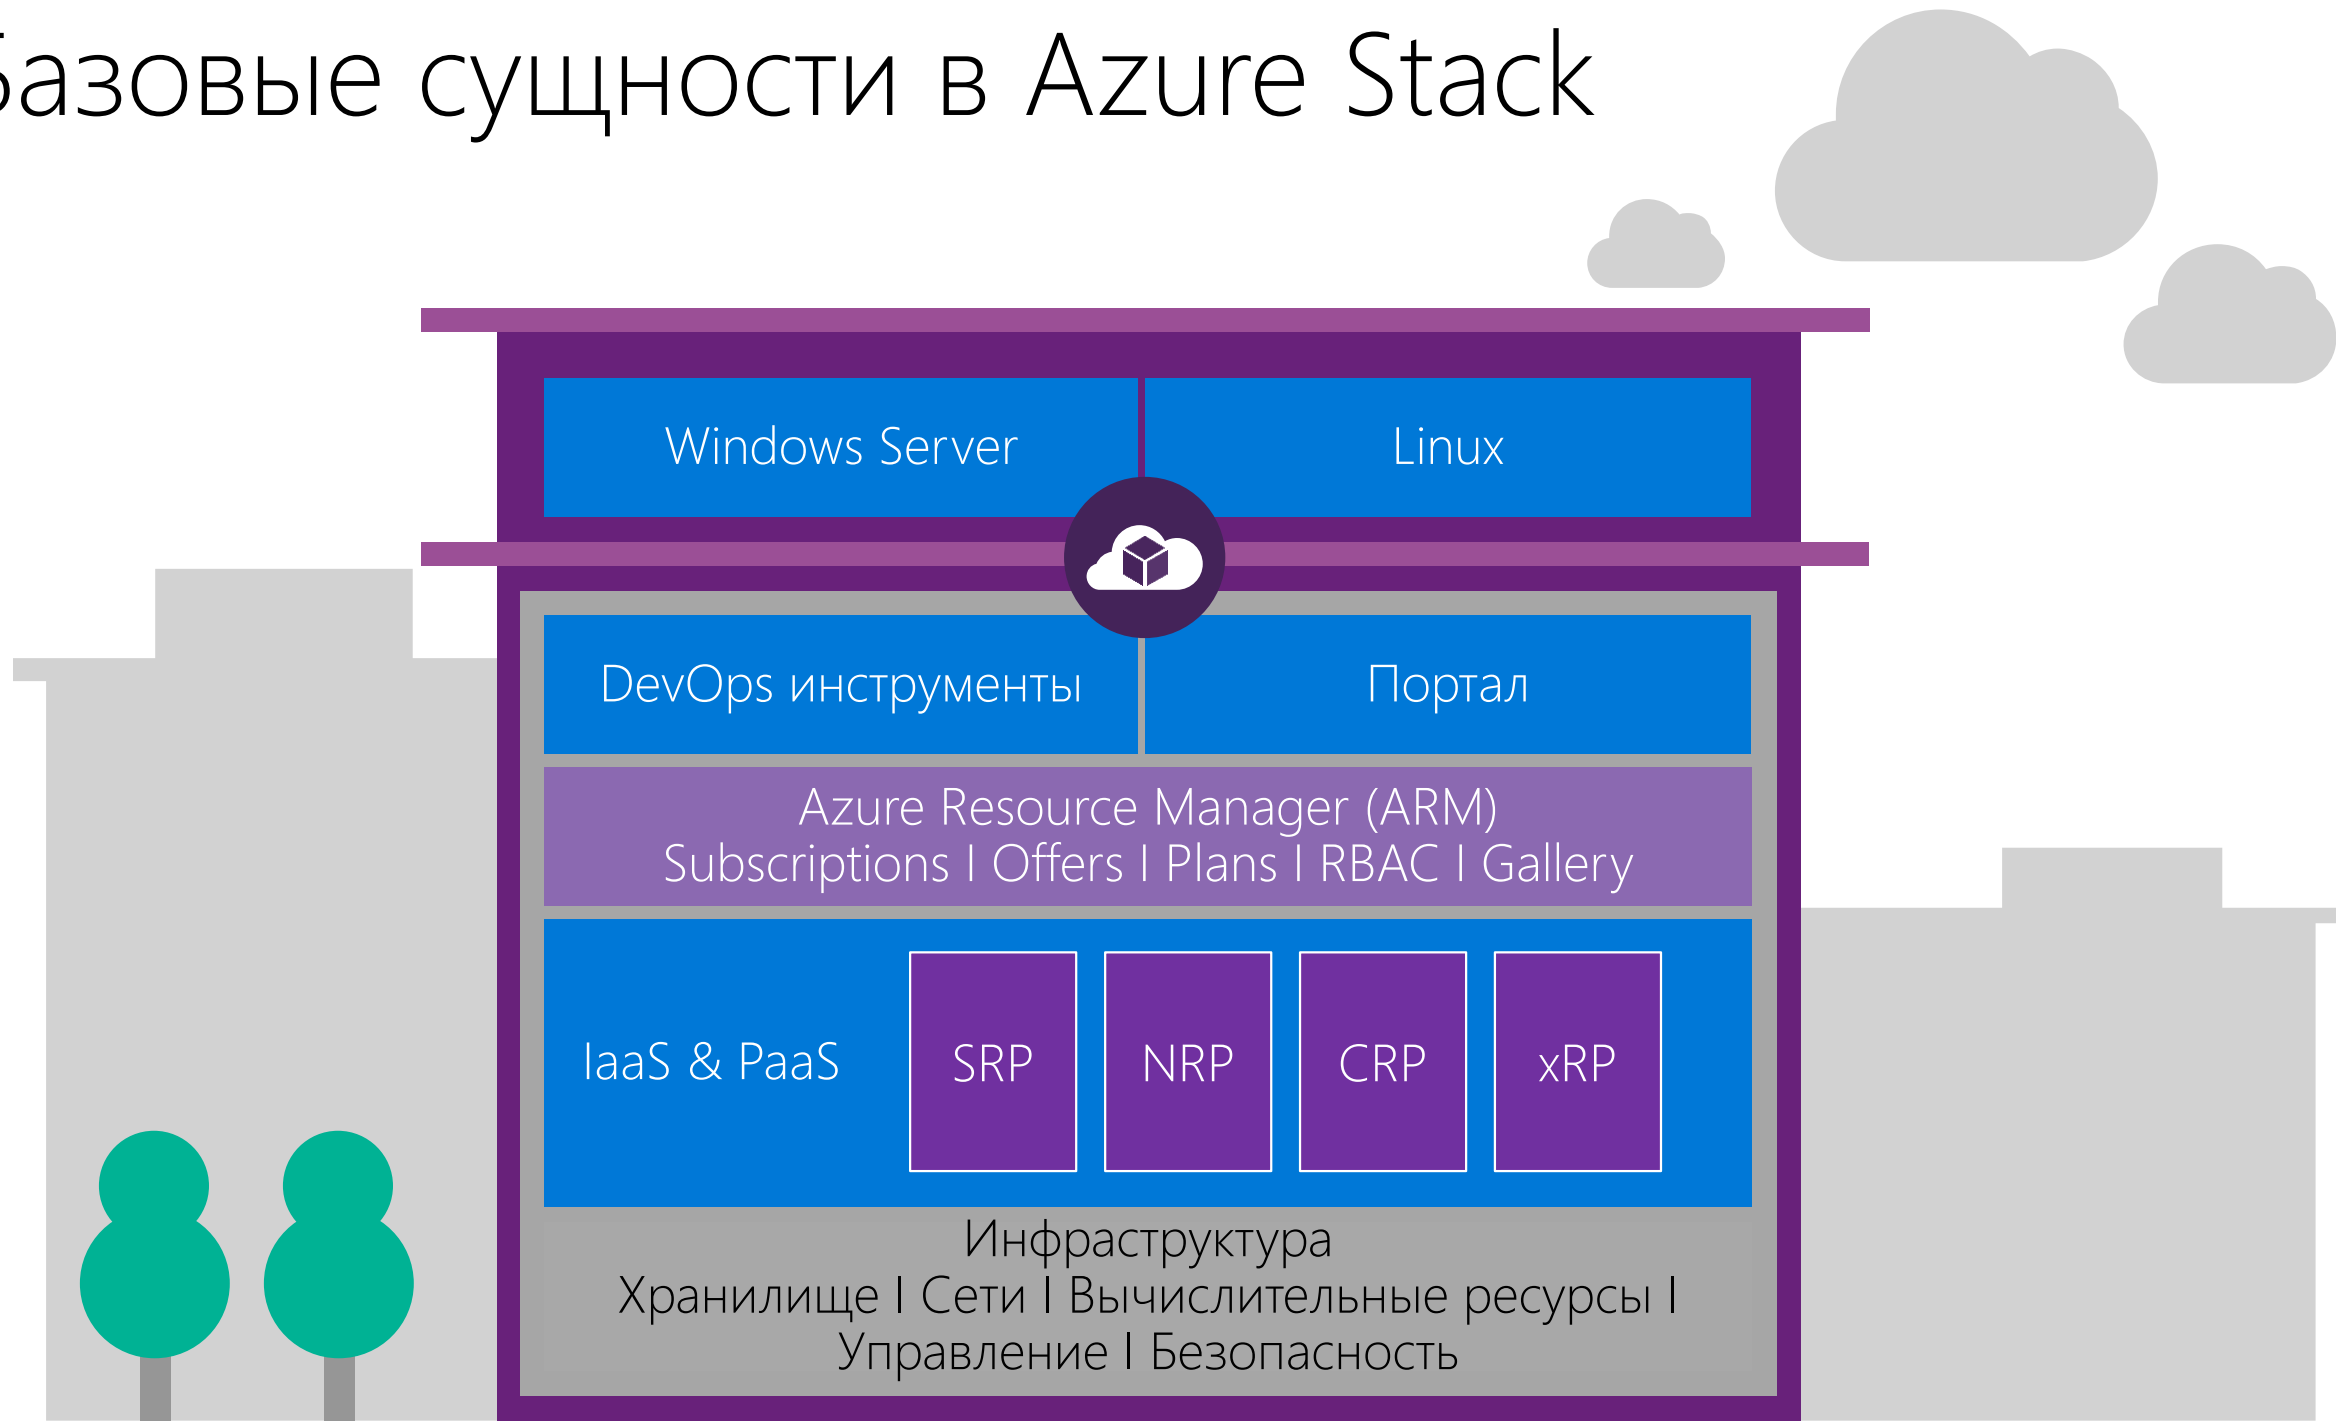 Базовые сущности в Azure Stack
Windows Server
Linux
DevOps инструменты
Портал
Azure Resource Manager (ARM)
Subscriptions I Offers I Plans I RBAC I Gallery
IaaS & PaaS
SRP
NRP
CRP
xRP
Инфраструктура
Хранилище I Сети I Вычислительные ресурсы I
Управление I Безопасность